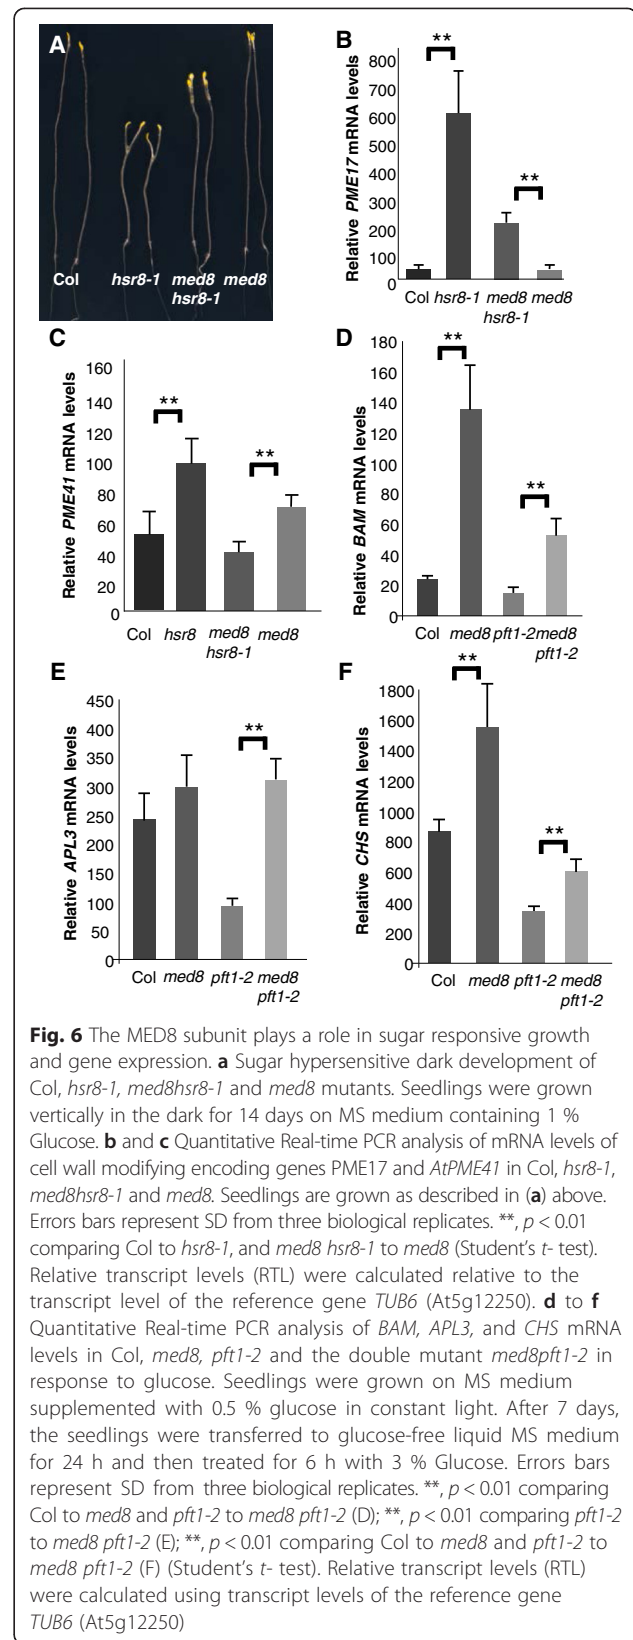 A
Col
hsr8-1
med8
hsr8-1
med8
B
Relative PME17 mRNA levels
**
**
800
700
600
500
400
300
200
100
0
Col hsr8-1 med8 med8
hsr8-1
C
Relative PME41 mRNA levels
**
**
160
140
120
100
80
60
40
20
0
Col hsr8 med8 med8
hsr8-1
D
Relative BAM mRNA levels
**
**
180
160
140
120
100
80
60
40
20
0
Col med8 pft1-2med8
pft1-2
E
Relative APL3 mRNA levels
**
450
400
350
300
250
200
150
100
50
0
Col med8 pft1-2 med8
pft1-2
F
Relative CHS mRNA levels
**
**
1800
1600
1400
1200
1000
800
600
400
200
0
Col med8 pft1-2 med8
pft1-2
Fig. 6 The MED8 subunit plays a role in sugar responsive growth
and gene expression. a Sugar hypersensitive dark development of
Col, hsr8-1, med8hsr8-1 and med8 mutants. Seedlings were grown
vertically in the dark for 14 days on MS medium containing 1 %
Glucose. b and c Quantitative Real-time PCR analysis of mRNA levels of
cell wall modifying encoding genes PME17 and AtPME41 in Col, hsr8-1,
med8hsr8-1 and med8. Seedlings are grown as described in (a) above.
Errors bars represent SD from three biological replicates. **, p < 0.01
comparing Col to hsr8-1, and med8 hsr8-1 to med8 (Student's t- test).
Relative transcript levels (RTL) were calculated relative to the
transcript level of the reference gene TUB6 (At5g12250). d to f
Quantitative Real-time PCR analysis of BAM, APL3, and CHS mRNA
levels in Col, med8, pft1-2 and the double mutant med8pft1-2 in
response to glucose. Seedlings were grown on MS medium
supplemented with 0.5 % glucose in constant light. After 7 days,
the seedlings were transferred to glucose-free liquid MS medium
for 24 h and then treated for 6 h with 3 % Glucose. Errors bars
represent SD from three biological replicates. **, p < 0.01 comparing
Col to med8 and pft1-2 to med8 pft1-2 (D); **, p < 0.01 comparing pft1-2
to med8 pft1-2 (E); **, p < 0.01 comparing Col to med8 and pft1-2 to
med8 pft1-2 (F) (Student's t- test). Relative transcript levels (RTL)
were calculated using transcript levels of the reference gene
TUB6 (At5g12250)